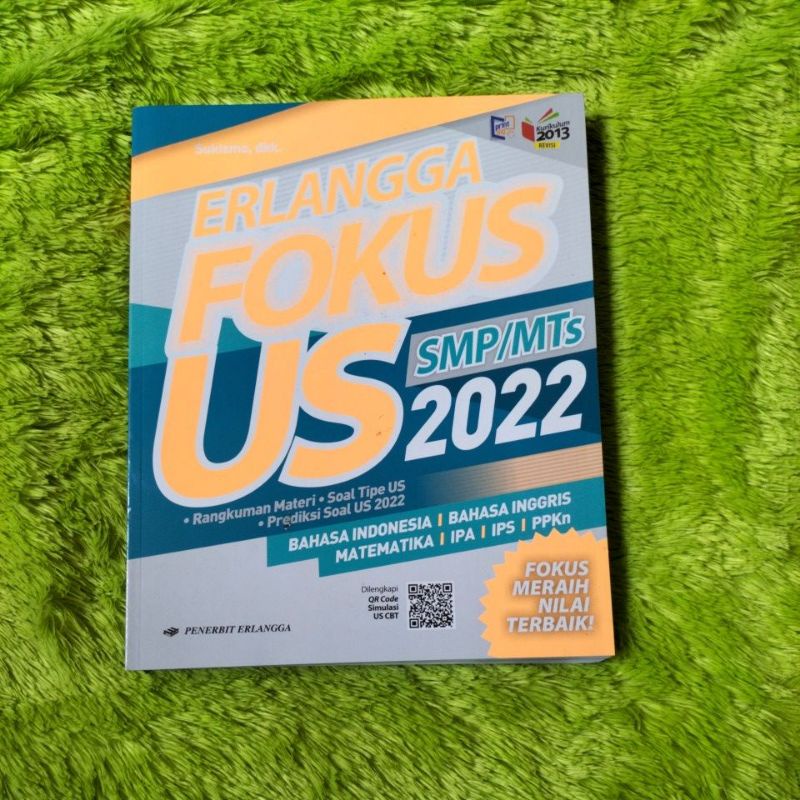 Sukismo, dkk.
print
Kurikulum
2013
REVISI
ERLANGGA
FOKUS
US
SMP/MTs
2022
• Rangkuman Materi • Soal Tipe US
• Prediksi Soal US 2022
BAHASA INDONESIA | BAHASA INGGRIS
MATEMATIKA | IPA | IPS | PPKn
FOKUS
MERAIH
NILAI
TERBAIK!
Dilengkapi
QR Code
Simulasi
US CBT
PENERBIT ERLANGGA